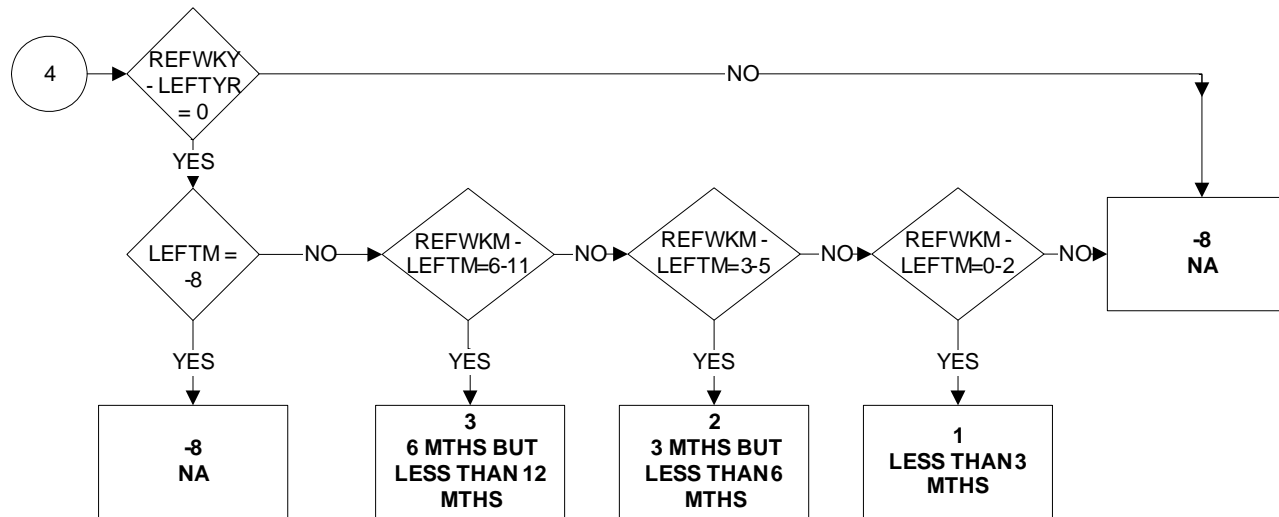 4
REFWKY
- LEFTYR
= 0
NO
YES
LEFTM =
-8
NO
REFWKM -
LEFTM=6-11
NO
REFWKM -
LEFTM=3-5
NO
REFWKM -
LEFTM=0-2
NO
-8
NA
YES
YES
YES
YES
-8
NA
3
6 MTHS BUT
LESS THAN 12
MTHS
2
3 MTHS BUT
LESS THAN 6
MTHS
1
LESS THAN 3
MTHS